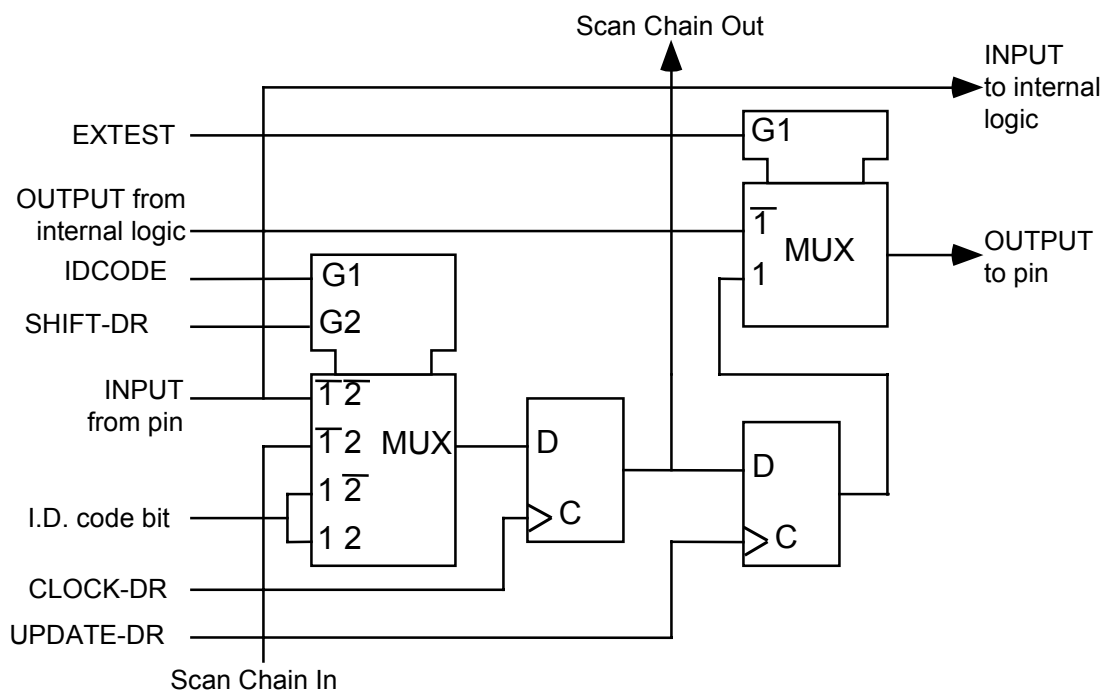 Scan Chain Out
INPUT
to internal
logic
EXTEST
G1
OUTPUT from
internal logic
1̅
MUX
1
OUTPUT
to pin
IDCODE
G1
SHIFT-DR
G2
INPUT
from pin
1̅ 2̅
1̅ 2
MUX
1 2̅
1 2
I.D. code bit
D
C
D
C
CLOCK-DR
UPDATE-DR
Scan Chain In